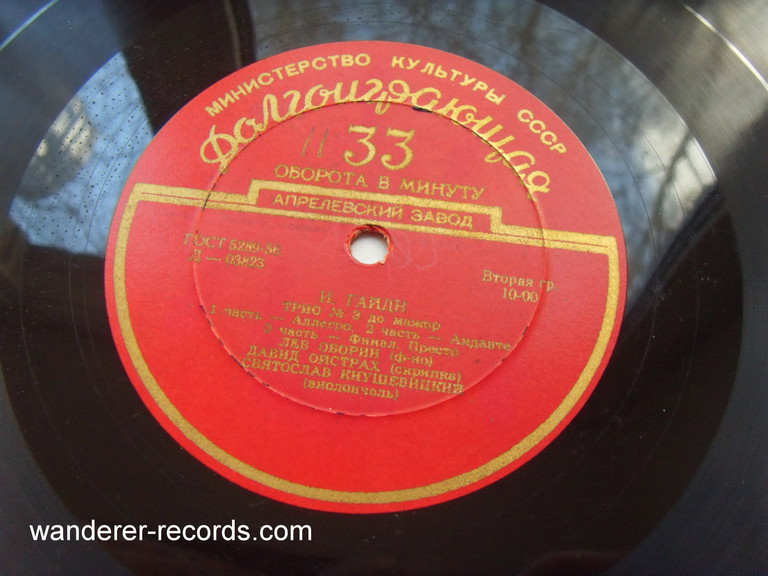 МИНИСТЕРСТВО КУЛЬТУРЫ СССР
Долгоиграющая
II 33
ОБОРОТА В МИНУТУ
АПРЕЛЕВСКИЙ ЗАВОД
ГОСТ 5289-56
Д — 03823
Вторая гр.
10-00
Й. ГАЙДН
ТРИО № 3 до мажор
1 часть — Аллегро, 2 часть — Анданте
3 часть — Финал. Престо
ЛЕВ ОБОРИН (ф-но)
ДАВИД ОЙСТРАХ (скрипка)
СВЯТОСЛАВ КНУШЕВИЦКИЙ
(виолончель)
wanderer-records.com